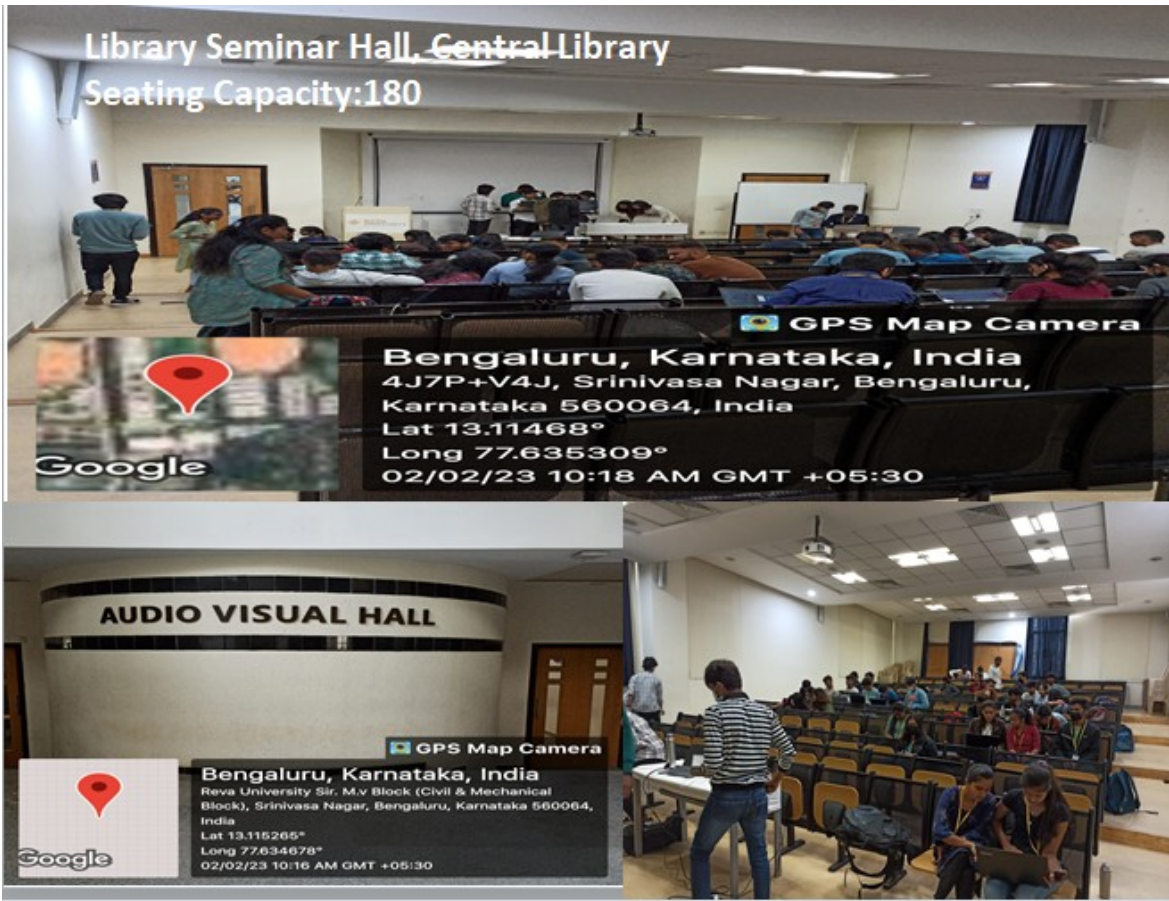 Library Seminar Hall, Central Library
Seating Capacity:180
GPS Map Camera
Bengaluru, Karnataka, India
4J7P+V4J, Srinivasa Nagar, Bengaluru,
Karnataka 560064, India
Lat 13.11468°
Long 77.635309°
02/02/23 10:18 AM GMT +05:30
Google
AUDIO VISUAL HALL
GPS Map Camera
Bengaluru, Karnataka, India
Reva University Sir. M.v Block (Civil & Mechanical
Block), Srinivasa Nagar, Bengaluru, Karnataka 560064,
India
Lat 13.115265°
Long 77.634678°
02/02/23 10:16 AM GMT +05:30
Google